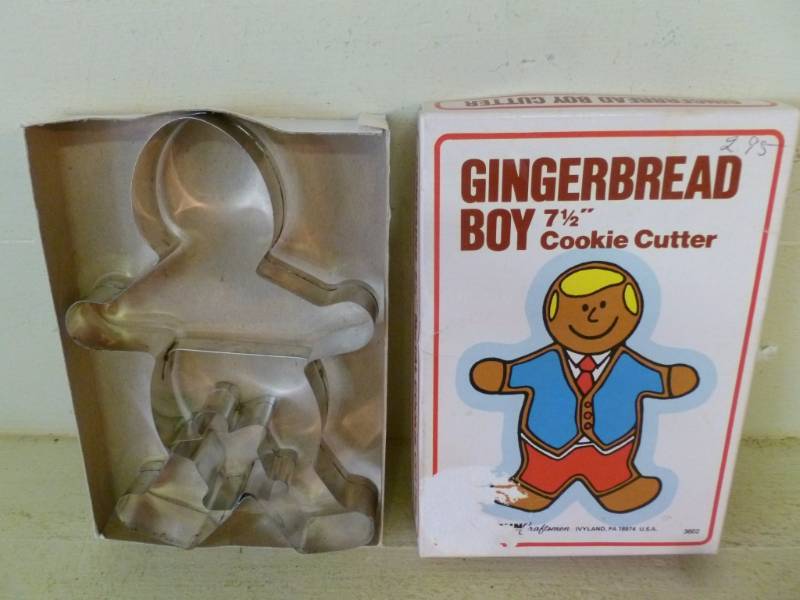 GINGERBREAD BOY CUTTER
2.95
GINGERBREAD
BOY 7½"
Cookie Cutter
Craftsmen IVYLAND, PA 18974 U.S.A.
3602